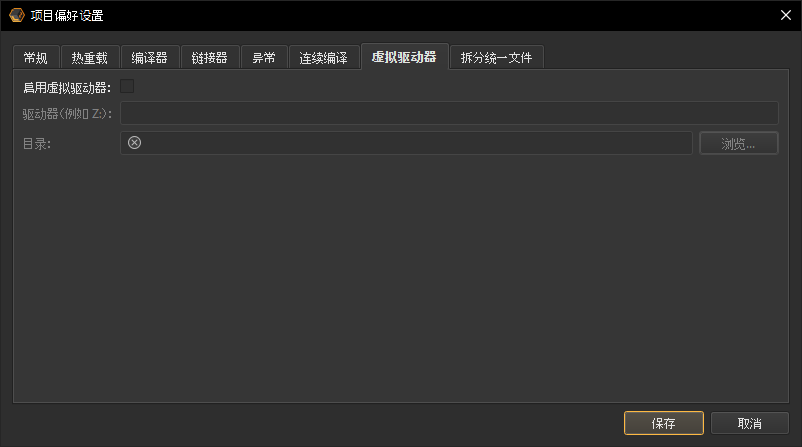 项目偏好设置
常规 热重载 编译器 链接器 异常 连续编译 虚拟驱动器 拆分统一文件
启用虚拟驱动器:
驱动器(例如 Z:):
目录:
浏览...
保存 取消